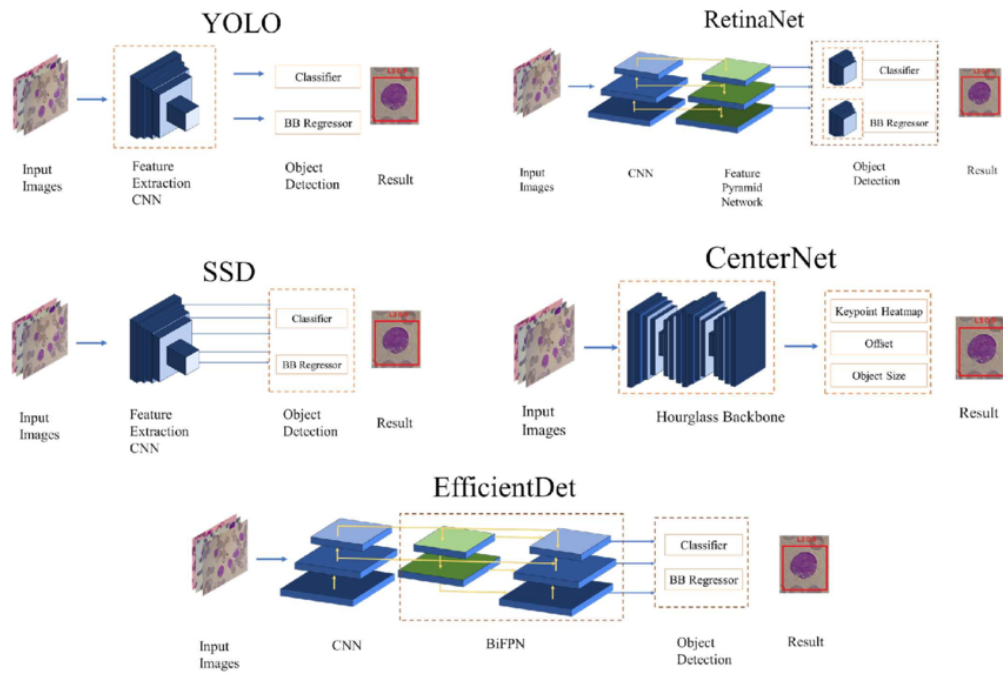 YOLO
Classifier
BB Regressor
Input
Images
Feature
Extraction
CNN
Object
Detection
Result
RetinaNet
Classifier
BB Regressor
Input
Images
CNN
Feature
Pyramid
Network
Object
Detection
Result
SSD
Classifier
BB Regressor
Input
Images
Feature
Extraction
CNN
Object
Detection
Result
CenterNet
Keypoint Heatmap
Offset
Object Size
Input
Images
Hourglass Backbone
Result
EfficientDet
Classifier
BB Regressor
Input
Images
CNN
BiFPN
Object
Detection
Result